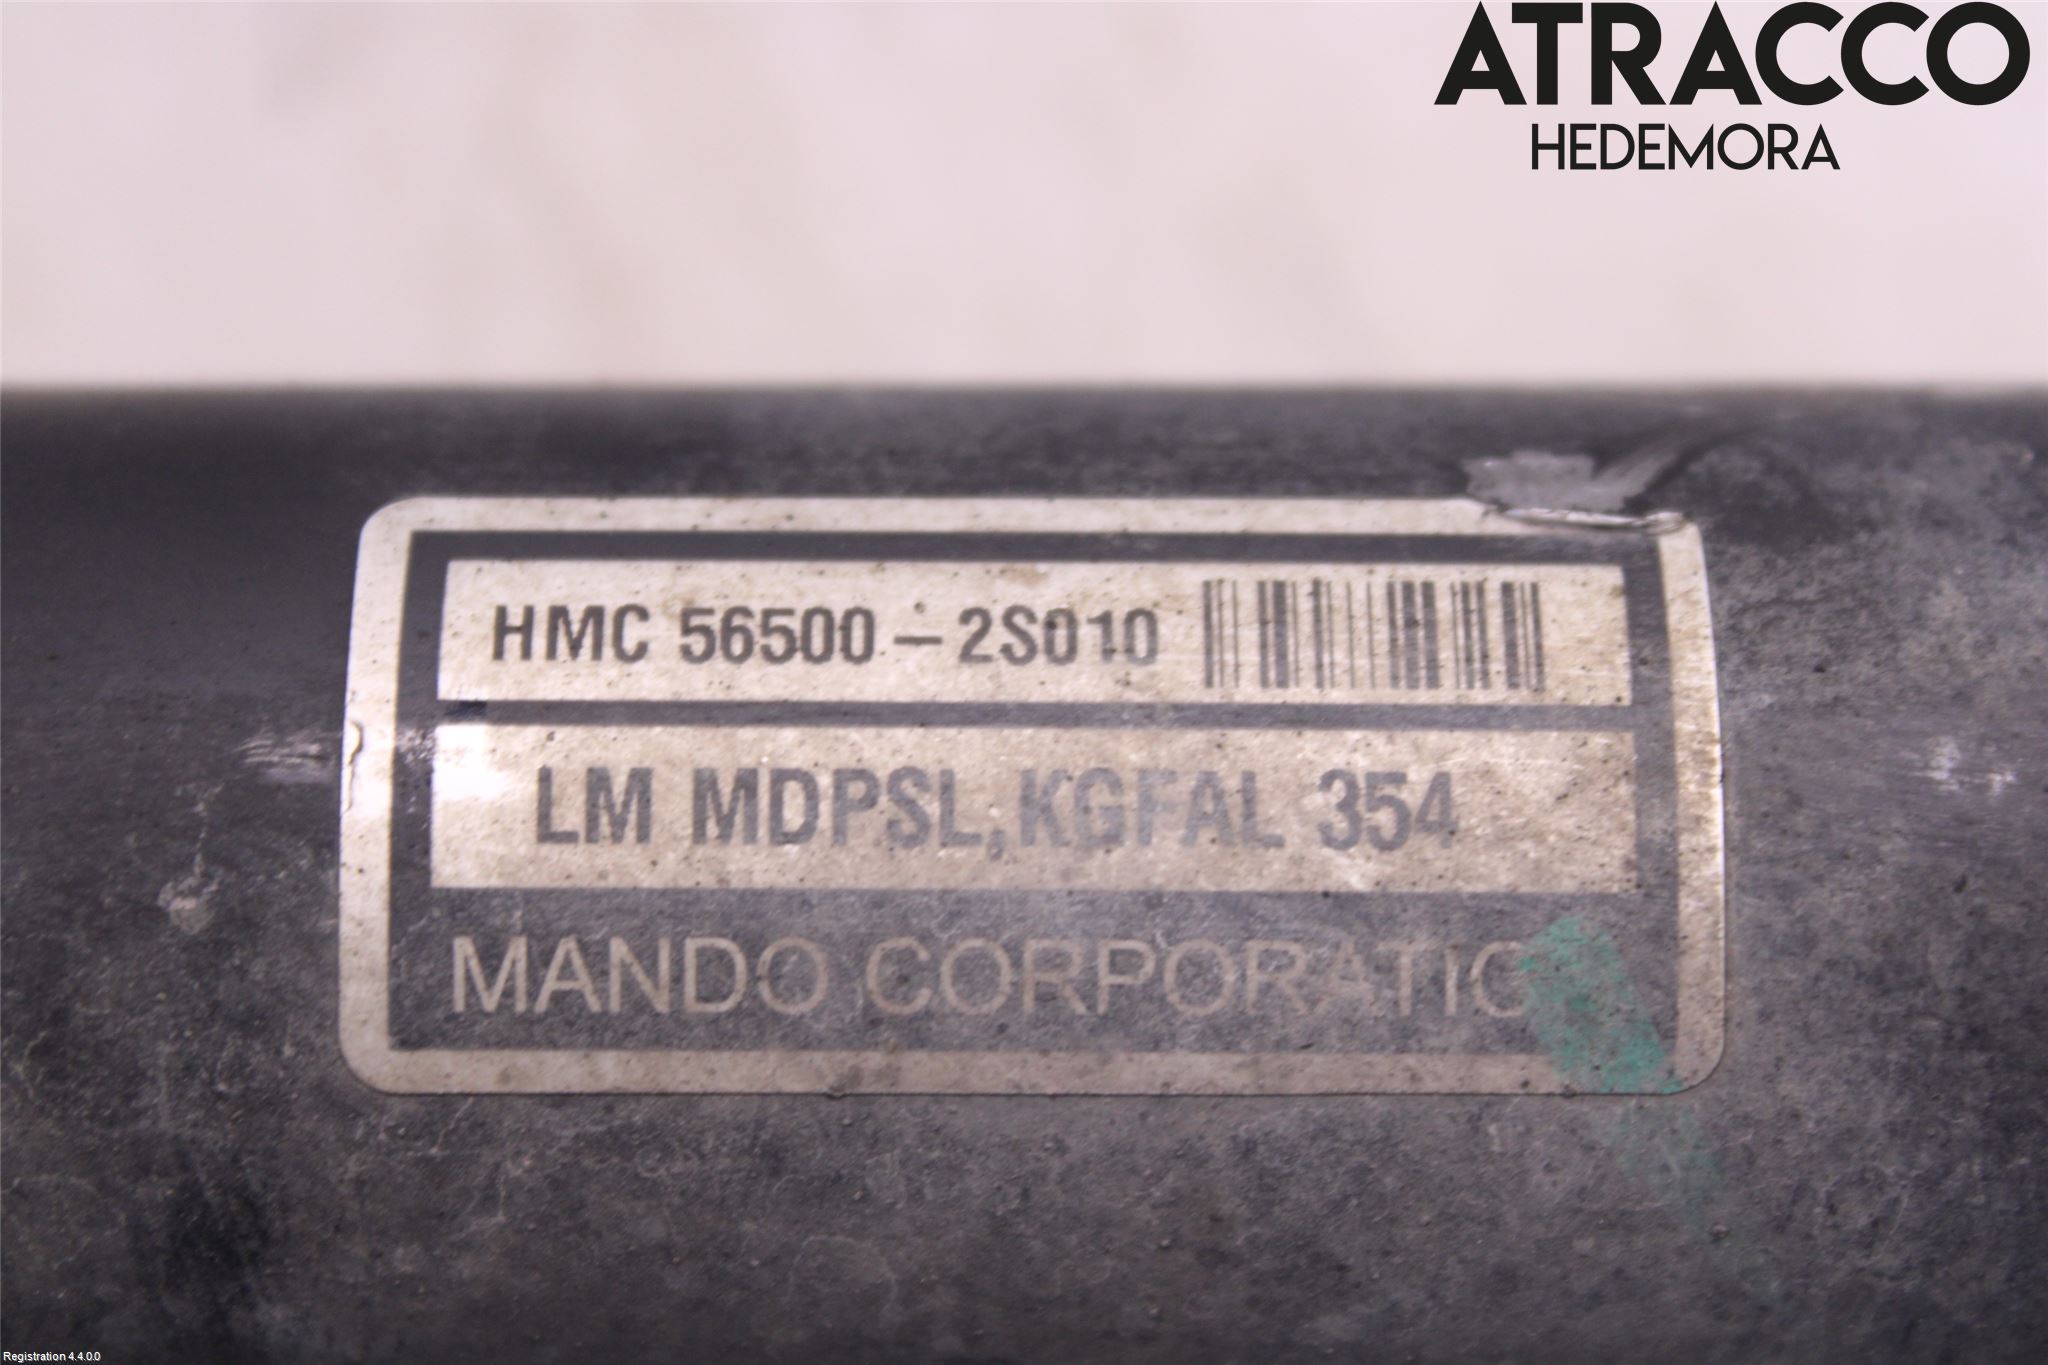 ATRACCO
HEDEMORA
HMC 56500-2S010
LM MDPSL,KGFAL 354
MANDO CORPORATIO
Registration 4.4.0.0